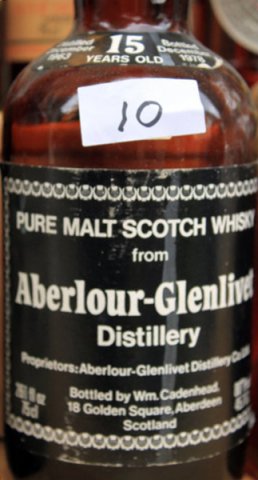 Distilled 15 Bottled
December December
1963 YEARS OLD 1978
10
PURE MALT SCOTCH WHISKY
from
Aberlour-Glenlivet
Distillery
Proprietors: Aberlour-Glenlivet Distillery Co.
Bottled by Wm. Cadenhead.
75cl 18 Golden Square, Aberdeen
Scotland